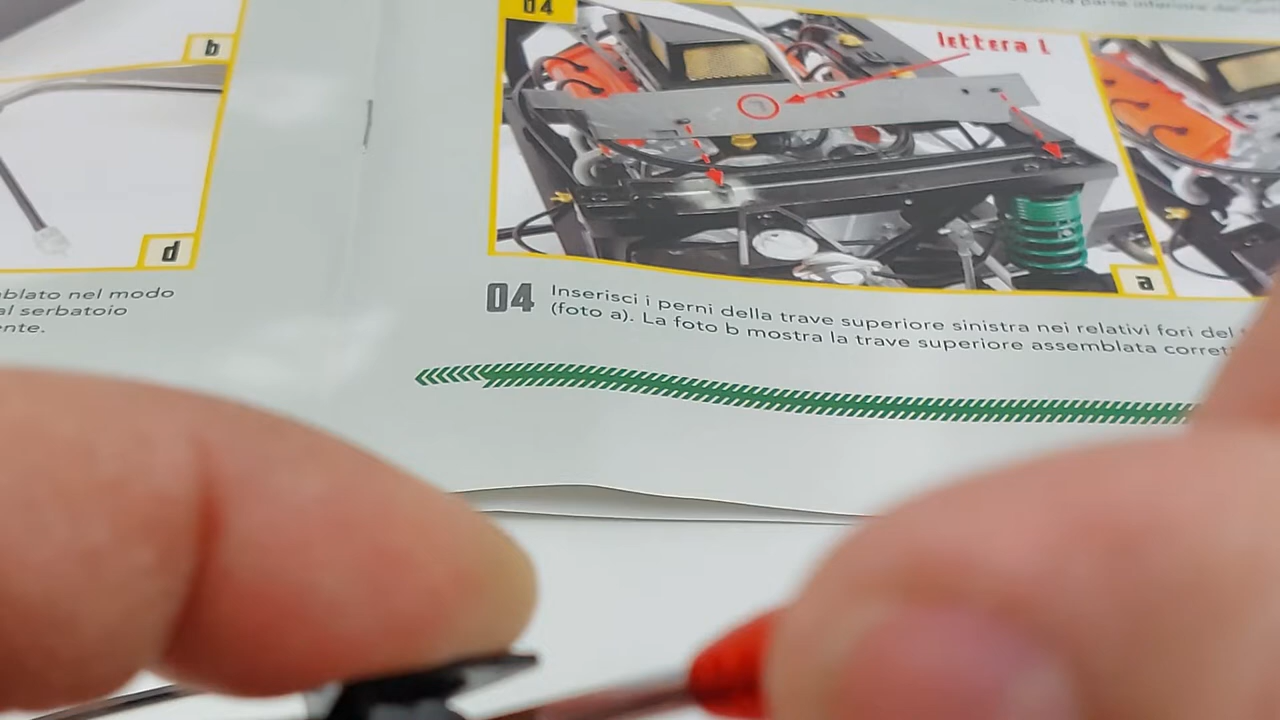 04
lettera L
b
d
a
blato nel modo
al serbatoio
ente.
04 Inserisci i perni della trave superiore sinistra nei relativi fori del
(foto a). La foto b mostra la trave superiore assemblata corret